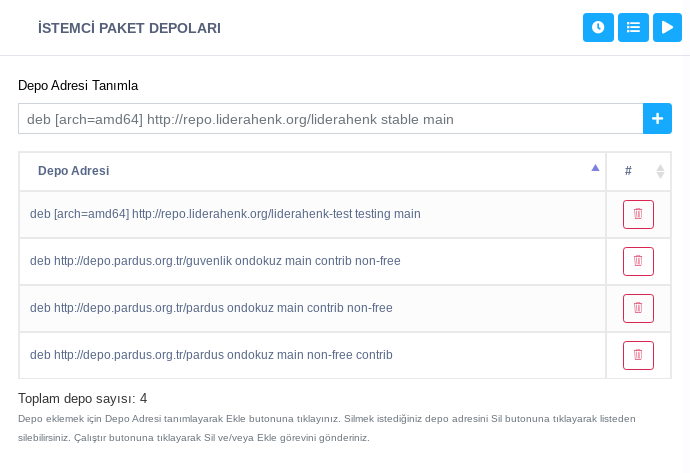 İSTEMCİ PAKET DEPOLARI
Depo Adresi Tanımla
deb [arch=amd64] http://repo.liderahenk.org/liderahenk stable main
Depo Adresi #
deb [arch=amd64] http://repo.liderahenk.org/liderahenk-test testing main
deb http://depo.pardus.org.tr/guvenlik ondokuz main contrib non-free
deb http://depo.pardus.org.tr/pardus ondokuz main contrib non-free
deb http://depo.pardus.org.tr/pardus ondokuz main non-free contrib
Toplam depo sayısı: 4
Depo eklemek için Depo Adresi tanımlayarak Ekle butonuna tıklayınız. Silmek istediğiniz depo adresini Sil butonuna tıklayarak listeden
silebilirsiniz. Çalıştır butonuna tıklayarak Sil ve/veya Ekle görevini gönderiniz.